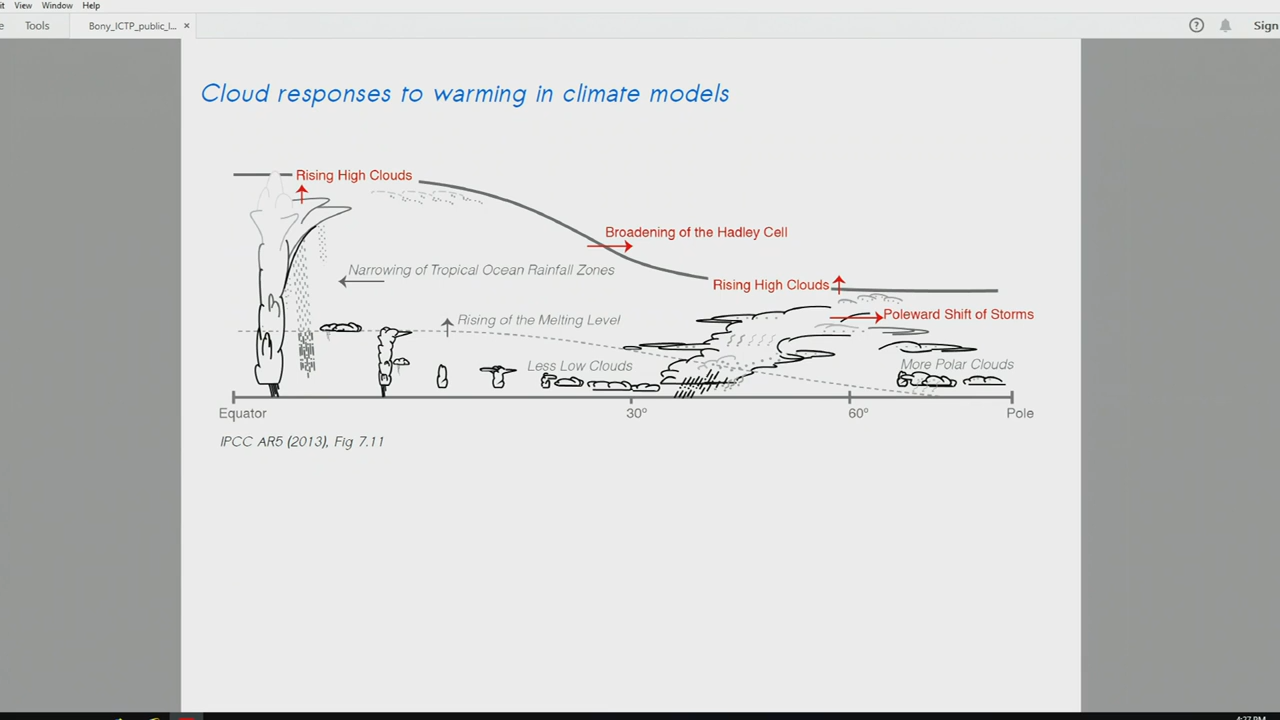 View Window Help
Tools
Bony_ICTP_public_l... ×
?
Sign
Cloud responses to warming in climate models
Rising High Clouds
Broadening of the Hadley Cell
Narrowing of Tropical Ocean Rainfall Zones
Rising High Clouds
Poleward Shift of Storms
Rising of the Melting Level
Less Low Clouds
More Polar Clouds
Equator
30°
60°
Pole
IPCC AR5 (2013), Fig 7.11